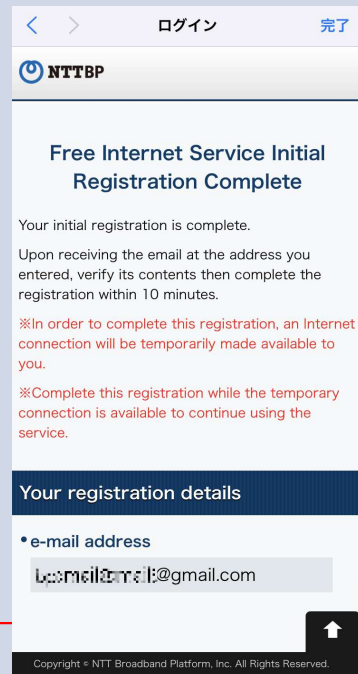 ログイン
完了
NTTBP
Free Internet Service Initial
Registration Complete
Your initial registration is complete.
Upon receiving the email at the address you
entered, verify its contents then complete the
registration within 10 minutes.
※In order to complete this registration, an Internet
connection will be temporarily made available to
you.
※Complete this registration while the temporary
connection is available to continue using the
service.
Your registration details
•e-mail address
@gmail.com
Copyright © NTT Broadband Platform, Inc. All Rights Reserved.